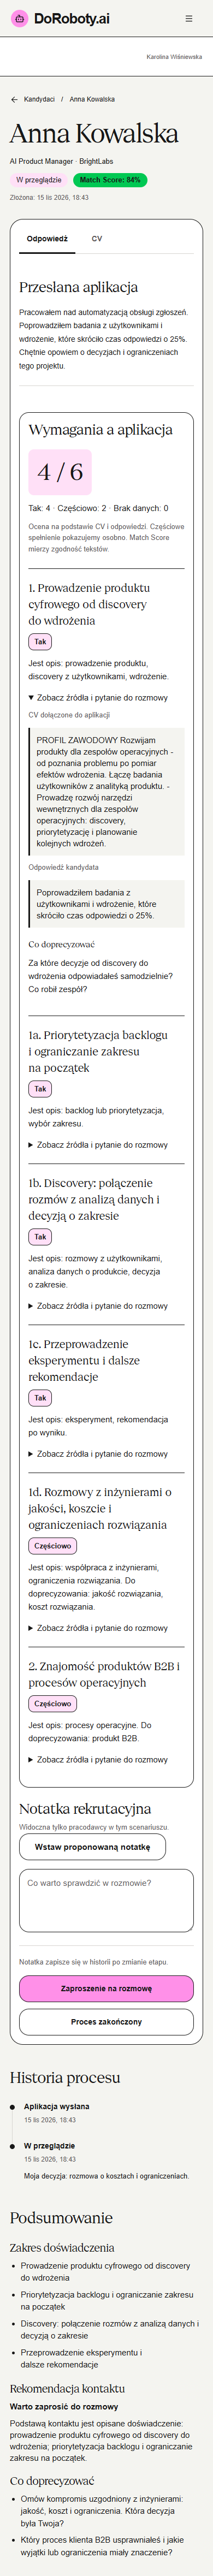 DoRoboty.ai
Karolina Wiśniewska
Kandydaci / Anna Kowalska
Anna Kowalska
AI Product Manager · BrightLabs
W przeglądzie Match Score: 84%
Złożona: 15 lis 2026, 18:43
Odpowiedź CV
Przesłana aplikacja
Pracowałem nad automatyzacją obsługi zgłoszeń.
Poprowadziłem badania z użytkownikami i
wdrożenie, które skróciło czas odpowiedzi o 25%.
Chętnie opowiem o decyzjach i ograniczeniach
tego projektu.
Wymagania a aplikacja
4 / 6
Tak: 4 · Częściowo: 2 · Brak danych: 0
Ocena na podstawie CV i odpowiedzi. Częściowe
spełnienie pokazujemy osobno. Match Score
mierzy zgodność tekstów.
1. Prowadzenie produktu
cyfrowego od discovery
do wdrożenia
Tak
Jest opis: prowadzenie produktu,
discovery z użytkownikami, wdrożenie.
▼ Zobacz źródła i pytanie do rozmowy
CV dołączone do aplikacji
PROFIL ZAWODOWY Rozwijam
produkty dla zespołów operacyjnych -
od poznania problemu po pomiar
efektów wdrożenia. Łączę badania
użytkowników z analityką produktu. -
Prowadzę rozwój narzędzi
wewnętrznych dla zespołów
operacyjnych: discovery,
priorytetyzację i planowanie
kolejnych wdrożeń.
Odpowiedź kandydata
Poprowadziłem badania z
użytkownikami i wdrożenie, które
skróciło czas odpowiedzi o 25%.
Co doprecyzować
Za które decyzje od discovery do
wdrożenia odpowiadałeś samodzielnie?
Co robił zespół?
1a. Priorytetyzacja backlogu
i ograniczanie zakresu
na początek
Tak
Jest opis: backlog lub priorytetyzacja,
wybór zakresu.
▶ Zobacz źródła i pytanie do rozmowy
1b. Discovery: połączenie
rozmów z analizą danych i
decyzją o zakresie
Tak
Jest opis: rozmowy z użytkownikami,
analiza danych o produkcie, decyzja
o zakresie.
▶ Zobacz źródła i pytanie do rozmowy
1c. Przeprowadzenie
eksperymentu i dalsze
rekomendacje
Tak
Jest opis: eksperyment, rekomendacja
po wyniku.
▶ Zobacz źródła i pytanie do rozmowy
1d. Rozmowy z inżynierami o
jakości, koszcie i
ograniczeniach rozwiązania
Częściowo
Jest opis: współpraca z inżynierami,
ograniczenia rozwiązania. Do
doprecyzowania: jakość rozwiązania,
koszt rozwiązania.
▶ Zobacz źródła i pytanie do rozmowy
2. Znajomość produktów B2B i
procesów operacyjnych
Częściowo
Jest opis: procesy operacyjne. Do
doprecyzowania: produkt B2B.
▶ Zobacz źródła i pytanie do rozmowy
Notatka rekrutacyjna
Widoczna tylko pracodawcy w tym scenariuszu.
Wstaw proponowaną notatkę
Co warto sprawdzić w rozmowie?
Notatka zapisze się w historii po zmianie etapu.
Zaproszenie na rozmowę
Proces zakończony
Historia procesu
Aplikacja wysłana
15 lis 2026, 18:43
W przeglądzie
15 lis 2026, 18:43
Moja decyzja: rozmowa o kosztach i ograniczeniach.
Podsumowanie
Zakres doświadczenia
• Prowadzenie produktu cyfrowego od discovery
do wdrożenia
• Priorytetyzacja backlogu i ograniczanie zakresu
na początek
• Discovery: połączenie rozmów z analizą danych i
decyzją o zakresie
• Przeprowadzenie eksperymentu i
dalsze rekomendacje
Rekomendacja kontaktu
Warto zaprosić do rozmowy
Podstawą kontaktu jest opisane doświadczenie:
prowadzenie produktu cyfrowego od discovery do
wdrożenia; priorytetyzacja backlogu i ograniczanie
zakresu na początek.
Co doprecyzować
• Omów kompromis uzgodniony z inżynierami:
jakość, koszt i ograniczenia. Która decyzja
była Twoja?
• Który proces klienta B2B usprawniałeś i jakie
wyjątki lub ograniczenia miały znaczenie?